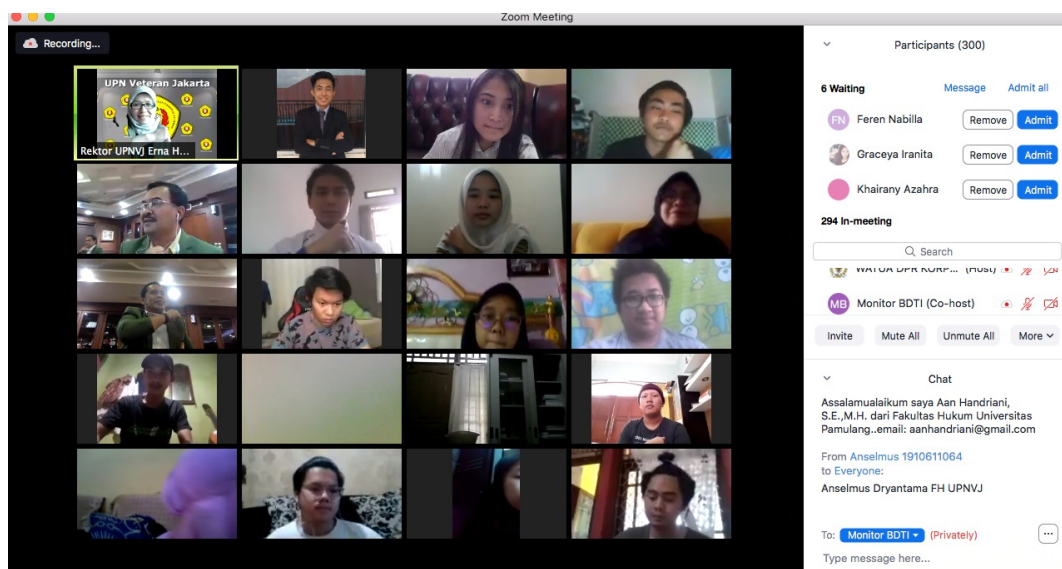 Zoom Meeting
Recording...
UPN Veteran Jakarta
Rektor UPNVJ Erna H...
Participants (300)
6 Waiting
Message
Admit all
FN
Feren Nabilla
Remove
Admit
Graceya Iranita
Remove
Admit
Khairany Azahra
Remove
Admit
294 In-meeting
Search
DPR KORP... (Host)
MB
Monitor BDTI (Co-host)
Invite
Mute All
Unmute All
More
Chat
Assalamualaikum saya Aan Handriani,
S.E.,M.H. dari Fakultas Hukum Universitas
Pamulang..email: aanhandriani@gmail.com
From Anselmus 1910611064
to Everyone:
Anselmus Dryantama FH UPNVJ
To: Monitor BDTI (Privately)
Type message here...